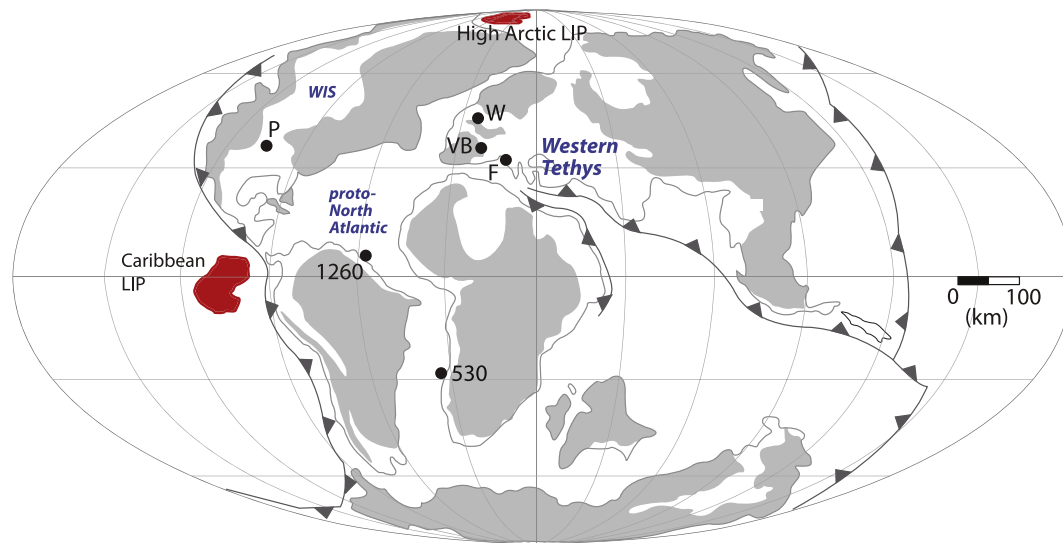 High Arctic LIP
WIS
W
P
VB
Western
Tethys
F
proto-
North
Atlantic
Caribbean
LIP
1260
0 100
(km)
530